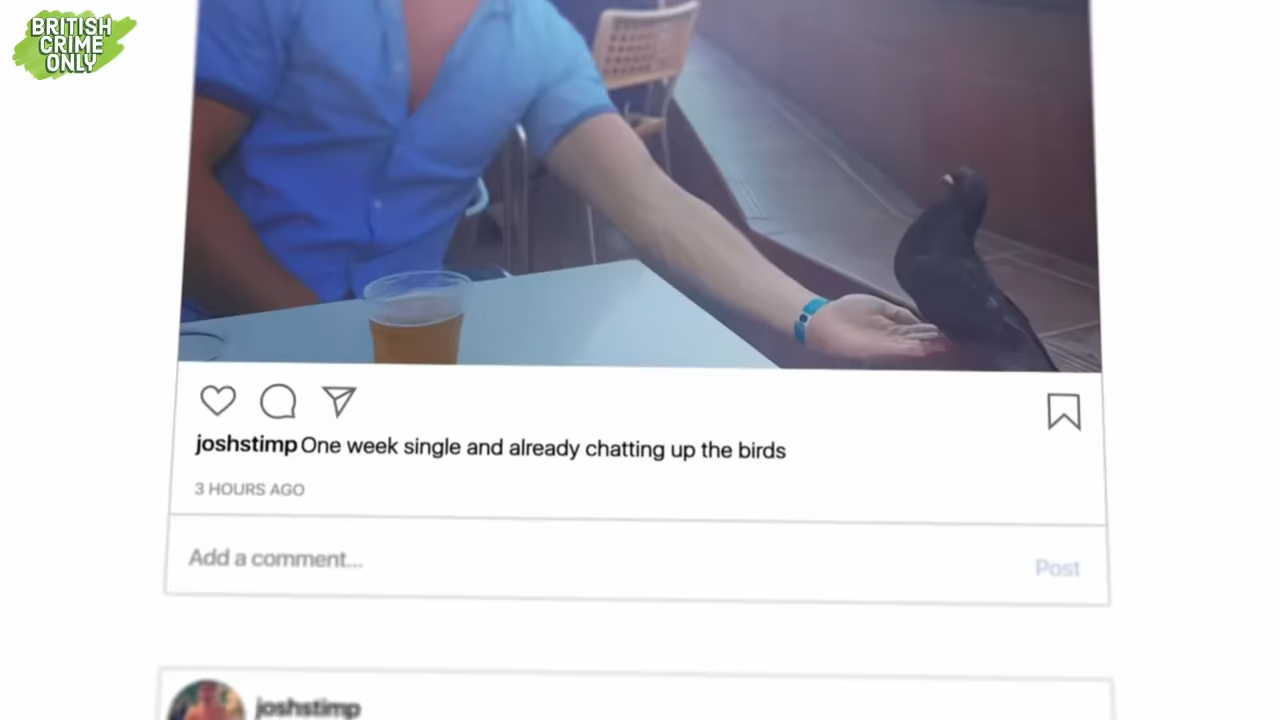 BRITISH
CRIME
ONLY
joshstimp One week single and already chatting up the birds
3 HOURS AGO
Add a comment...
Post
joshstimp